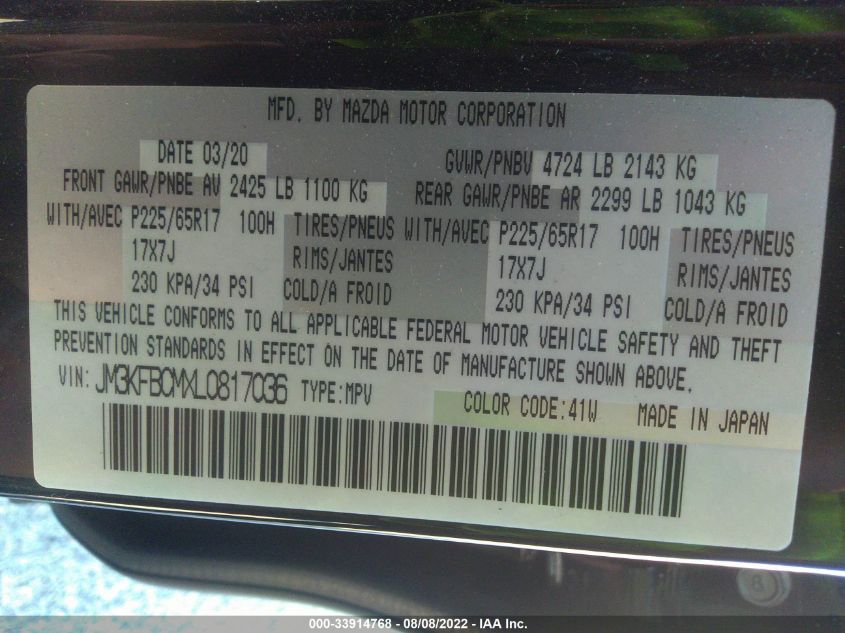 MFD. BY MAZDA MOTOR CORPORATION
DATE 03/20 GVWR/PNBV 4724 LB 2143 KG
FRONT GAWR/PNBE AV 2425 LB 1100 KG REAR GAWR/PNBE AR 2299 LB 1043 KG
WITH/AVEC P225/65R17 100H TIRES/PNEUS WITH/AVEC P225/65R17 100H TIRES/PNEUS
17X7J RIMS/JANTES 17X7J RIMS/JANTES
230 KPA/34 PSI COLD/A FROID 230 KPA/34 PSI COLD/A FROID
THIS VEHICLE CONFORMS TO ALL APPLICABLE FEDERAL MOTOR VEHICLE SAFETY AND THEFT
PREVENTION STANDARDS IN EFFECT ON THE DATE OF MANUFACTURE SHOWN ABOVE.
VIN: JM3KFBCMXL0817036 TYPE:MPV COLOR CODE:41W MADE IN JAPAN
8
000-33914768 - 08/08/2022 - IAA Inc.